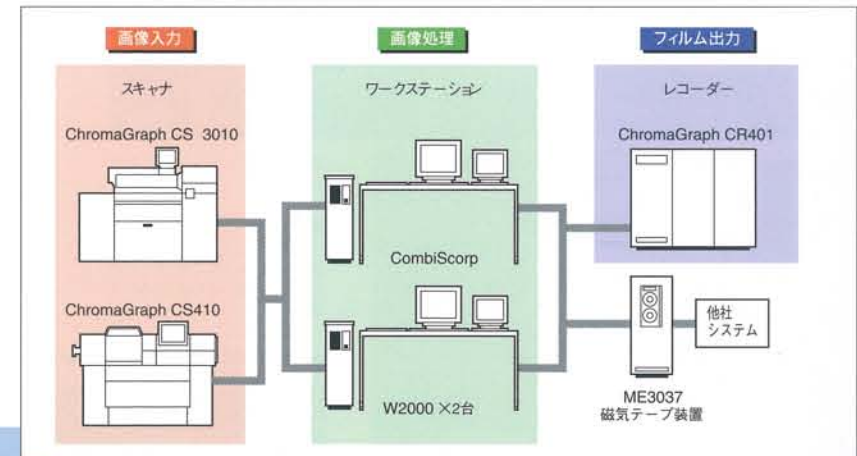 画像入力
画像処理
フィルム出力
スキャナ
ワークステーション
レコーダー
ChromaGraph CS 3010
ChromaGraph CR401
CombiScorp
ChromaGraph CS410
他社
システム
W2000 ×2台
ME3037
磁気テープ装置